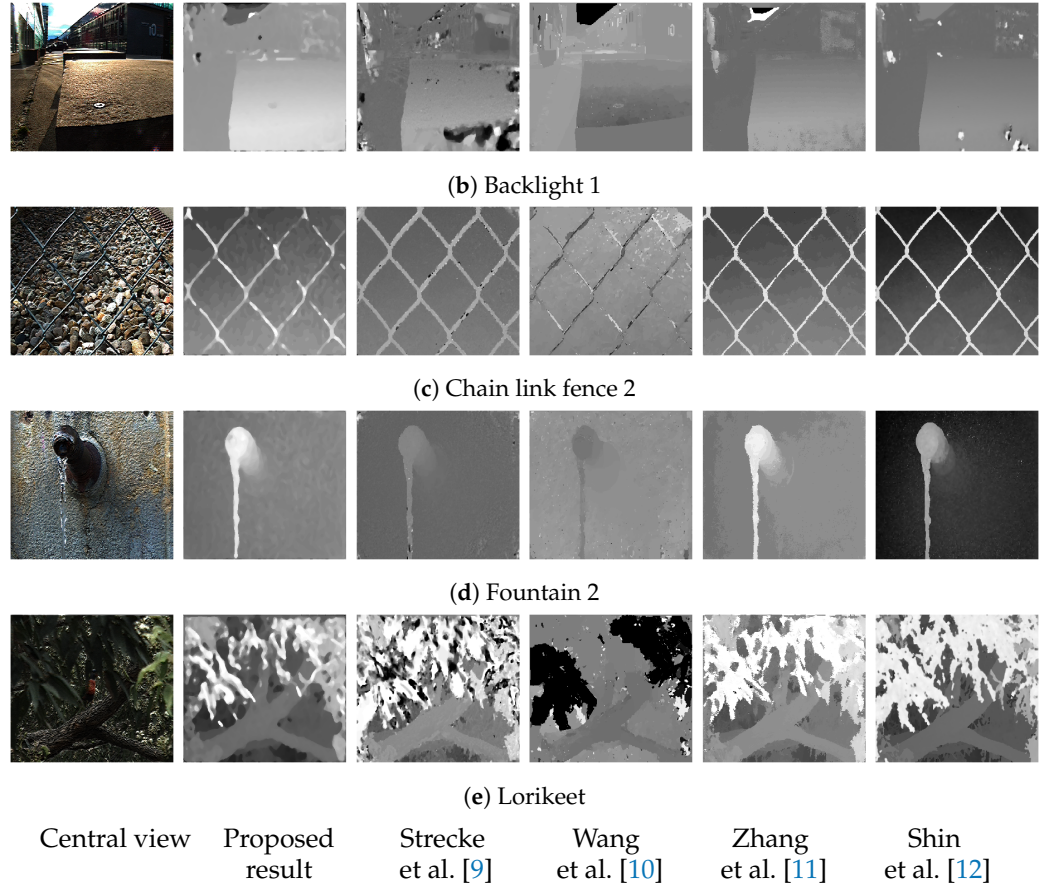 (b) Backlight 1
(c) Chain link fence 2
(d) Fountain 2
(e) Lorikeet
Central view Proposed Strecke Wang Zhang Shin
result et al. [9] et al. [10] et al. [11] et al. [12]